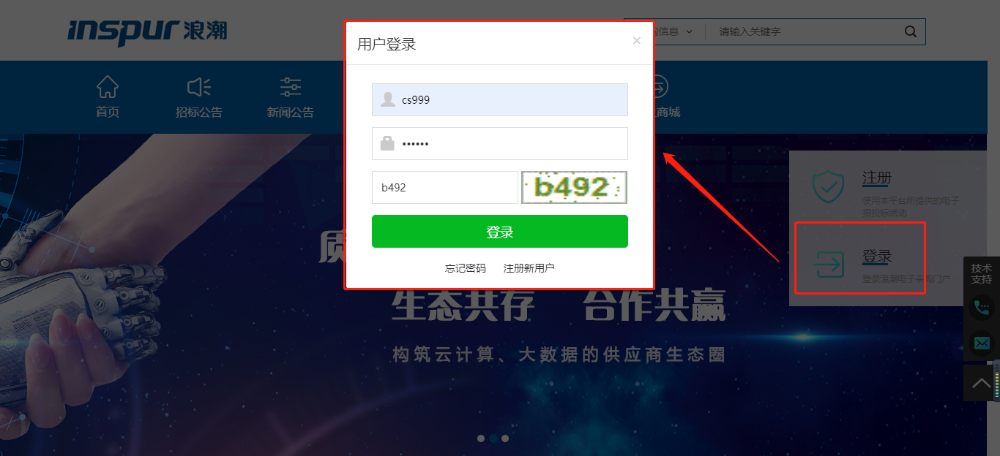 inspur 浪潮
信息
请输入关键字
首页
招标公告
新闻公告
商城
用户登录
×
cs999
••••••
b492
b492
登录
忘记密码
注册新用户
注册
使用本平台所提供的电子
招投标活动
登录
登录浪潮电子采购门户
技术
支持
质
生态共存 合作共赢
构筑云计算、大数据的供应商生态圈